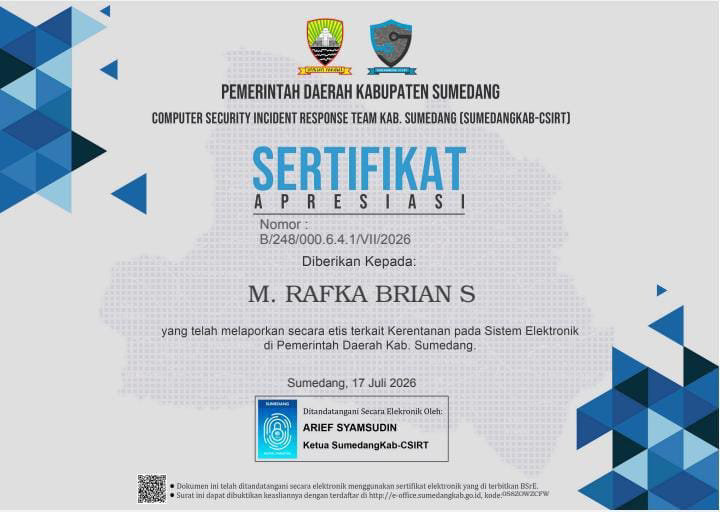 PEMERINTAH DAERAH KABUPATEN SUMEDANG
COMPUTER SECURITY INCIDENT RESPONSE TEAM KAB. SUMEDANG (SUMEDANGKAB-CSIRT)
SERTIFIKAT
APRESIASI
Nomor :
B/248/000.6.4.1/VII/2026
Diberikan Kepada:
M. RAFKA BRIAN S
yang telah melaporkan secara etis terkait Kerentanan pada Sistem Elektronik
di Pemerintah Daerah Kab. Sumedang.
Sumedang, 17 Juli 2026
SUMEDANG
Ditandatangani Secara Elekronik Oleh:
ARIEF SYAMSUDIN
Ketua SumedangKab-CSIRT
● Dokumen ini telah ditandatangani secara elektronik menggunakan sertifikat elektronik yang di terbitkan BSrE.
● Surat ini dapat dibuktikan keasliannya dengan terdaftar di http://e-office.sumedangkab.go.id, kode:058ZOWZCFW